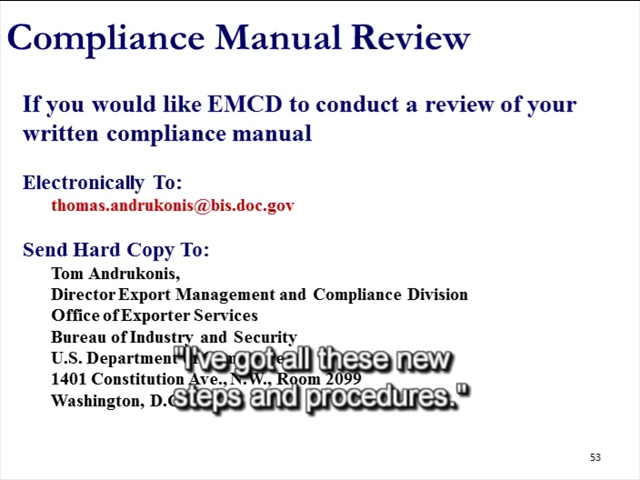 Compliance Manual Review
If you would like EMCD to conduct a review of your
written compliance manual
Electronically To:
thomas.andrukonis@bis.doc.gov
Send Hard Copy To:
Tom Andrukonis,
Director Export Management and Compliance Division
Office of Exporter Services
Bureau of Industry and Security
U.S. Department
"I've got all these new
1401 Constitution Ave., N.W., Room 2099
steps and procedures."
Washington, D.C
53